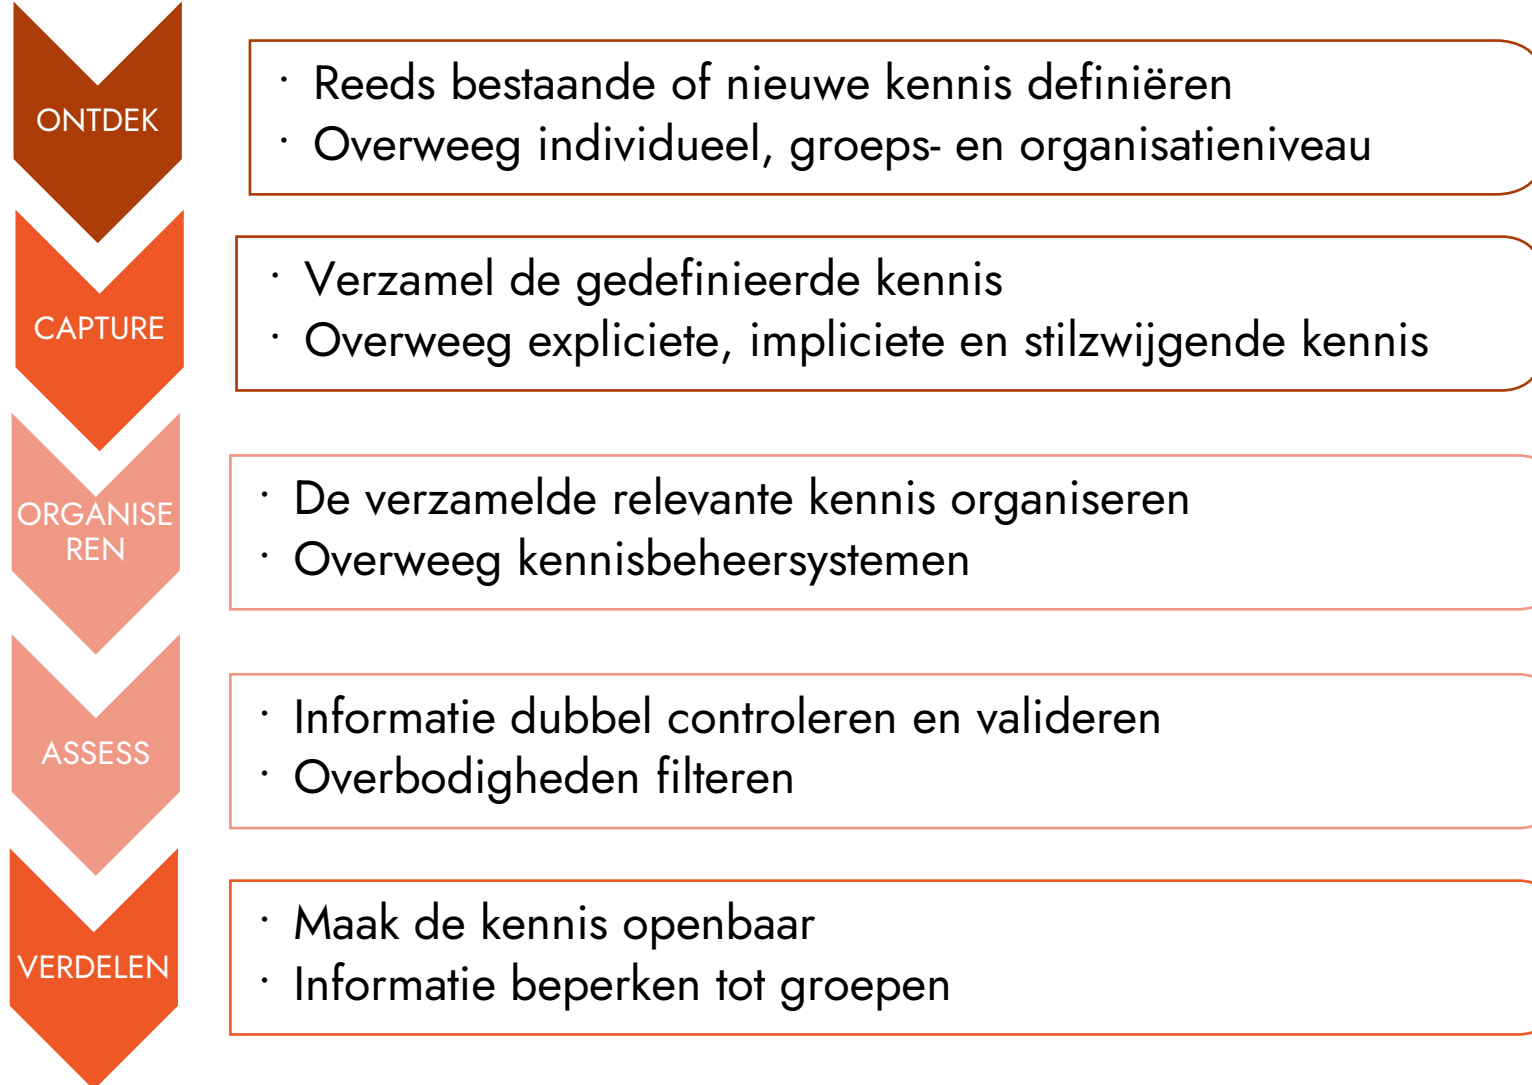 ONTDEK
· Reeds bestaande of nieuwe kennis definiëren
· Overweeg individueel, groeps- en organisatieniveau
CAPTURE
· Verzamel de gedefinieerde kennis
· Overweeg expliciete, impliciete en stilzwijgende kennis
ORGANISE
REN
· De verzamelde relevante kennis organiseren
· Overweeg kennisbeheersystemen
ASSESS
· Informatie dubbel controleren en valideren
· Overbodigheden filteren
VERDELEN
· Maak de kennis openbaar
· Informatie beperken tot groepen